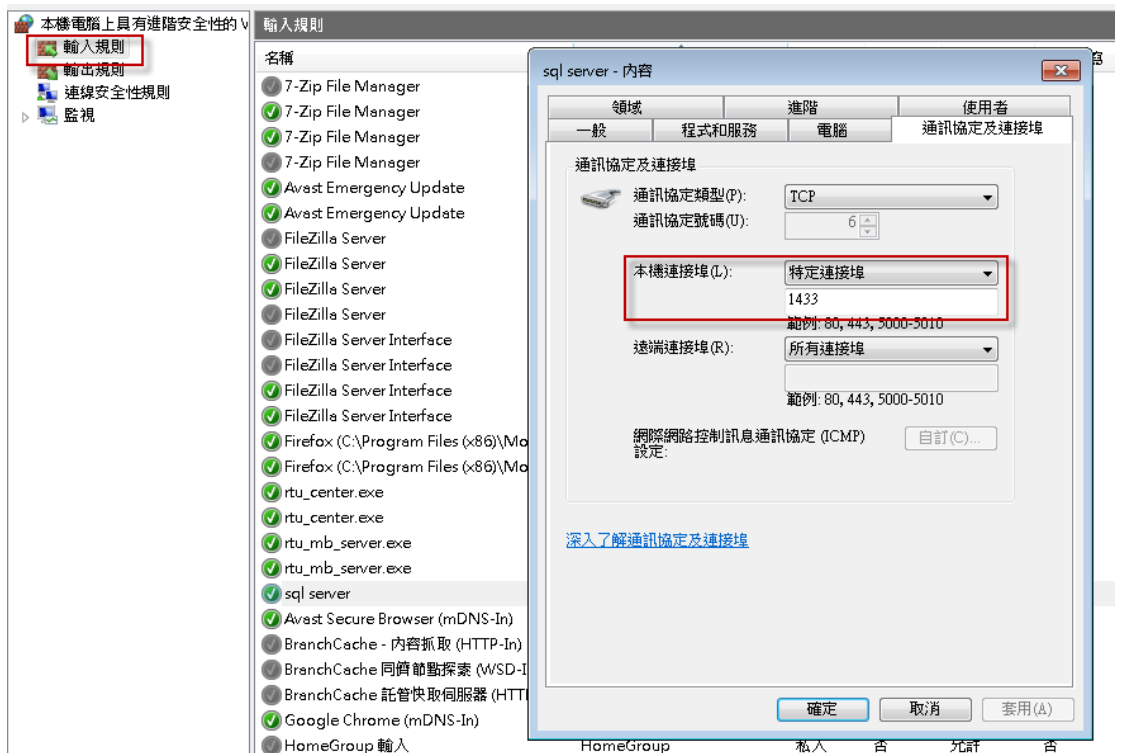 本機電腦上具有進階安全性的
輸入規則
輸出規則
連線安全性規則
監視
輸入規則
名稱
7-Zip File Manager
7-Zip File Manager
7-Zip File Manager
7-Zip File Manager
Avast Emergency Update
Avast Emergency Update
FileZilla Server
FileZilla Server
FileZilla Server
FileZilla Server
FileZilla Server Interface
FileZilla Server Interface
FileZilla Server Interface
FileZilla Server Interface
Firefox (C:\Program Files (x86)\Mo
Firefox (C:\Program Files (x86)\Mo
rtu_center.exe
rtu_center.exe
rtu_mb_server.exe
rtu_mb_server.exe
sql server
Avast Secure Browser (mDNS-In)
BranchCache - 內容抓取 (HTTP-In)
BranchCache 同儕節點探索 (WSD-I
BranchCache 託管快取伺服器 (HTT
Google Chrome (mDNS-In)
HomeGroup 輸入 HomeGroup 私人 否 允許 否
sql server - 內容
領域 進階 使用者
一般 程式和服務 電腦 通訊協定及連接埠
通訊協定及連接埠
通訊協定類型(P): TCP
通訊協定號碼(U): 6
本機連接埠(L): 特定連接埠
1433
範例: 80, 443, 5000-5010
遠端連接埠(R): 所有連接埠
範例: 80, 443, 5000-5010
網際網路控制訊息通訊協定 (ICMP) 自訂(C)...
設定:
深入了解通訊協定及連接埠
確定 取消 套用(A)